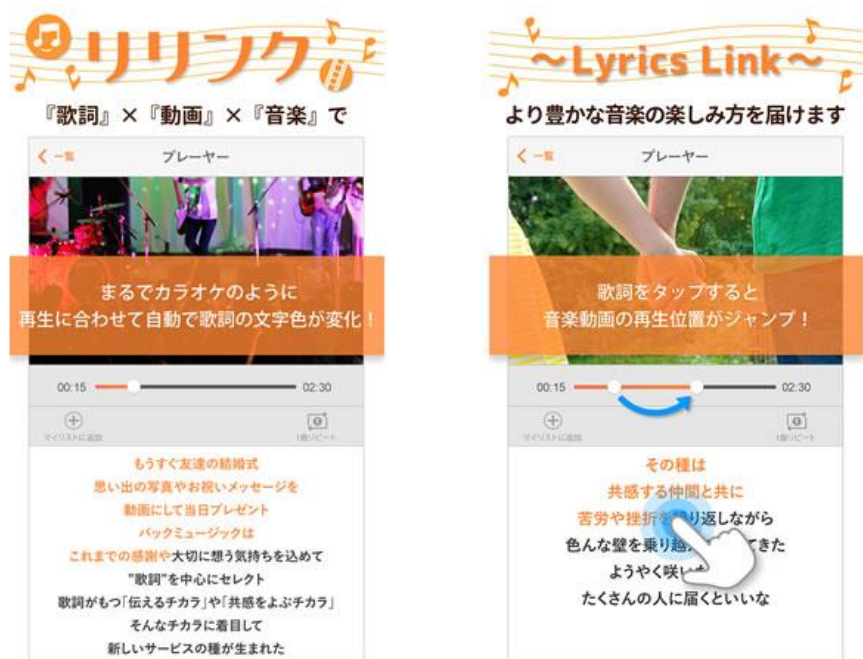 リリンク
『歌詞』×『動画』×『音楽』で
一覧
プレーヤー
まるでカラオケのように
再生に合わせて自動で歌詞の文字色が変化！
00:15
02:30
マイリストに追加
1曲リピート
もうすぐ友達の結婚式
思い出の写真やお祝いメッセージを
動画にして当日プレゼント
バックミュージックは
これまでの感謝や大切に想う気持ちを込めて
"歌詞"を中心にセレクト
歌詞がもつ「伝えるチカラ」や「共感をよぶチカラ」
そんなチカラに着目して
新しいサービスの種が生まれた
～Lyrics Link～
より豊かな音楽の楽しみ方を届けます
一覧
プレーヤー
歌詞をタップすると
音楽動画の再生位置がジャンプ！
00:15
02:30
マイリストに追加
1曲リピート
その種は
共感する仲間と共に
苦労や挫折を り返しながら
色んな壁を乗り越 てきた
ようやく咲い
たくさんの人に届くといいな